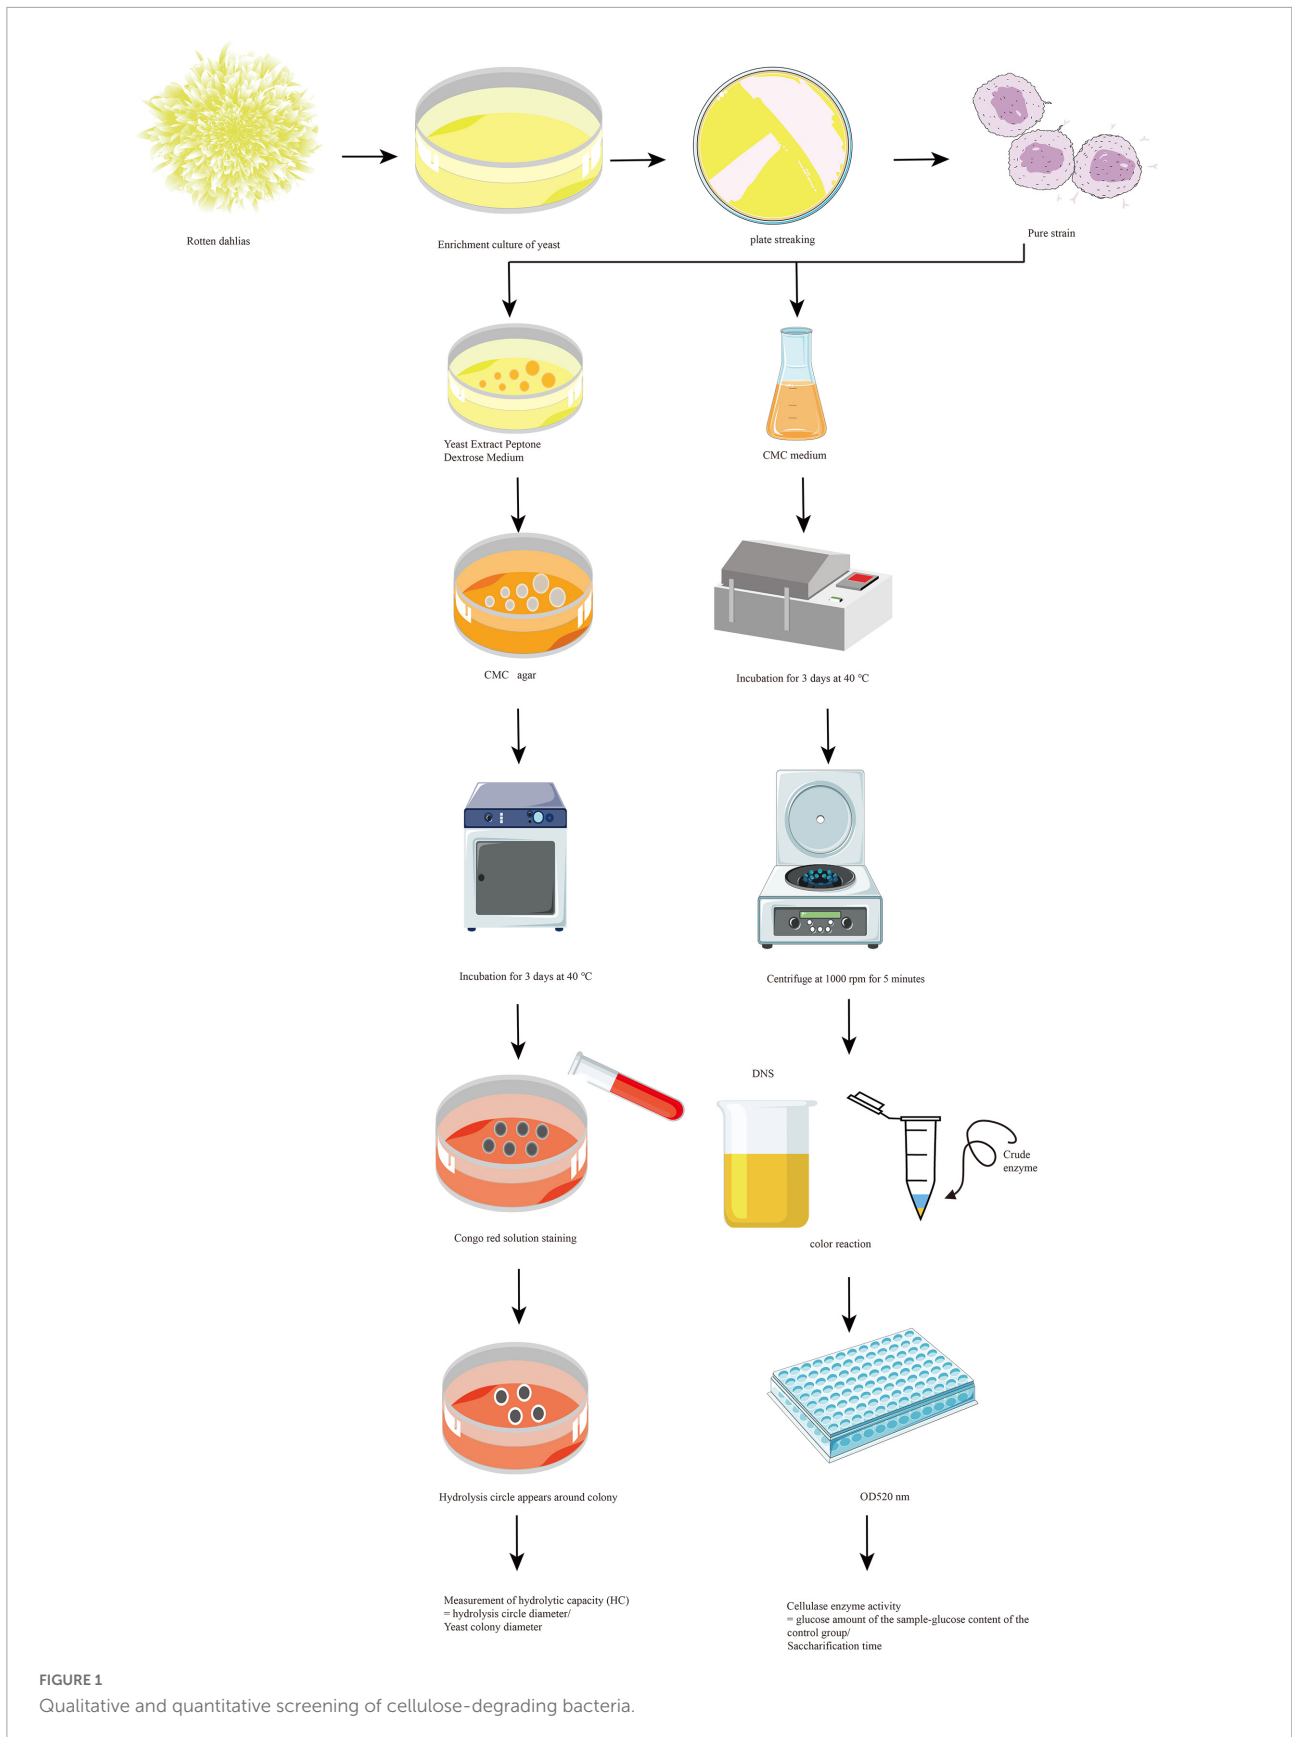 Rotten dahlias
Enrichment culture of yeast
plate streaking
Pure strain
Yeast Extract Peptone
Dextrose Medium
CMC medium
CMC agar
Incubation for 3 days at 40 °C
Incubation for 3 days at 40 °C
Centrifuge at 1000 rpm for 5 minutes
DNS
Crude
enzyme
Congo red solution staining
color reaction
Hydrolysis circle appears around colony
OD520 nm
Measurement of hydrolytic capacity (HC)
= hydrolysis circle diameter/
Yeast colony diameter
Cellulase enzyme activity
= glucose amount of the sample-glucose content of the
control group/
Saccharification time
FIGURE 1
Qualitative and quantitative screening of cellulose-degrading bacteria.